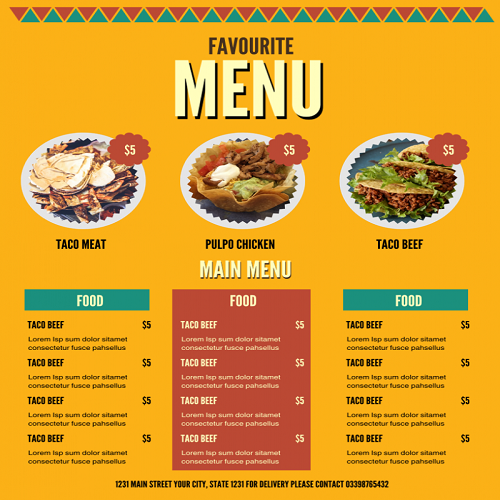 FAVOURITE
MENU
$5 $5 $5
TACO MEAT PULPO CHICKEN TACO BEEF
MAIN MENU
FOOD
TACO BEEF $5
Lorem Isp sum dolor sitamet
consectetur fusce pahsellus
TACO BEEF $5
Lorem Isp sum dolor sitamet
consectetur fusce pahsellus
TACO BEEF $5
Lorem Isp sum dolor sitamet
consectetur fusce pahsellus
TACO BEEF $5
Lorem Isp sum dolor sitamet
consectetur fusce pahsellus
FOOD
TACO BEEF $5
Lorem Isp sum dolor sitamet
consectetur fusce pahsellus
TACO BEEF $5
Lorem Isp sum dolor sitamet
consectetur fusce pahsellus
TACO BEEF $5
Lorem Isp sum dolor sitamet
consectetur fusce pahsellus
TACO BEEF $5
Lorem Isp sum dolor sitamet
consectetur fusce pahsellus
FOOD
TACO BEEF $5
Lorem Isp sum dolor sitamet
consectetur fusce pahsellus
TACO BEEF $5
Lorem Isp sum dolor sitamet
consectetur fusce pahsellus
TACO BEEF $5
Lorem Isp sum dolor sitamet
consectetur fusce pahsellus
TACO BEEF $5
Lorem Isp sum dolor sitamet
consectetur fusce pahsellus
1231 MAIN STREET YOUR CITY, STATE 1231 FOR DELIVERY PLEASE CONTACT 03398765432